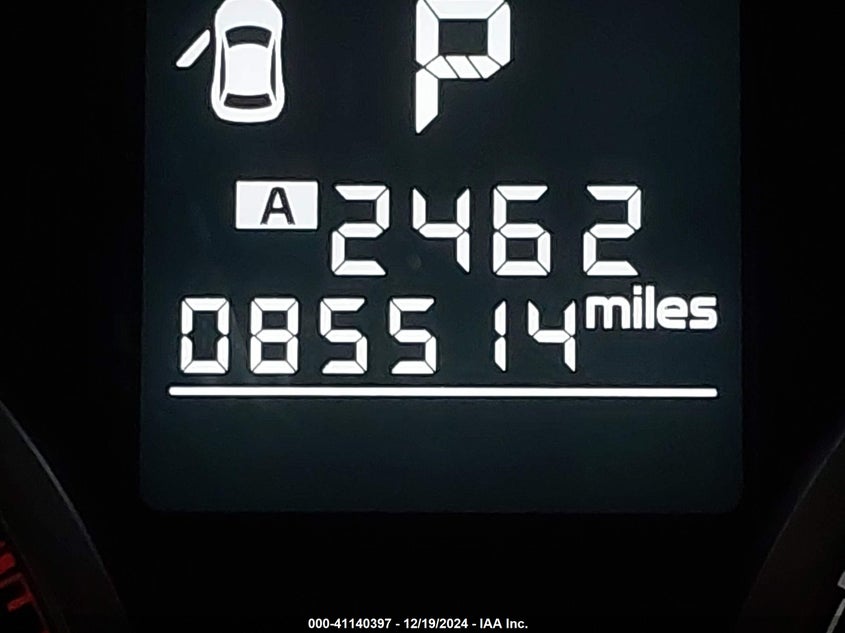 P
A 2462
085514 miles
000-41140397 - 12/19/2024 - IAA Inc.